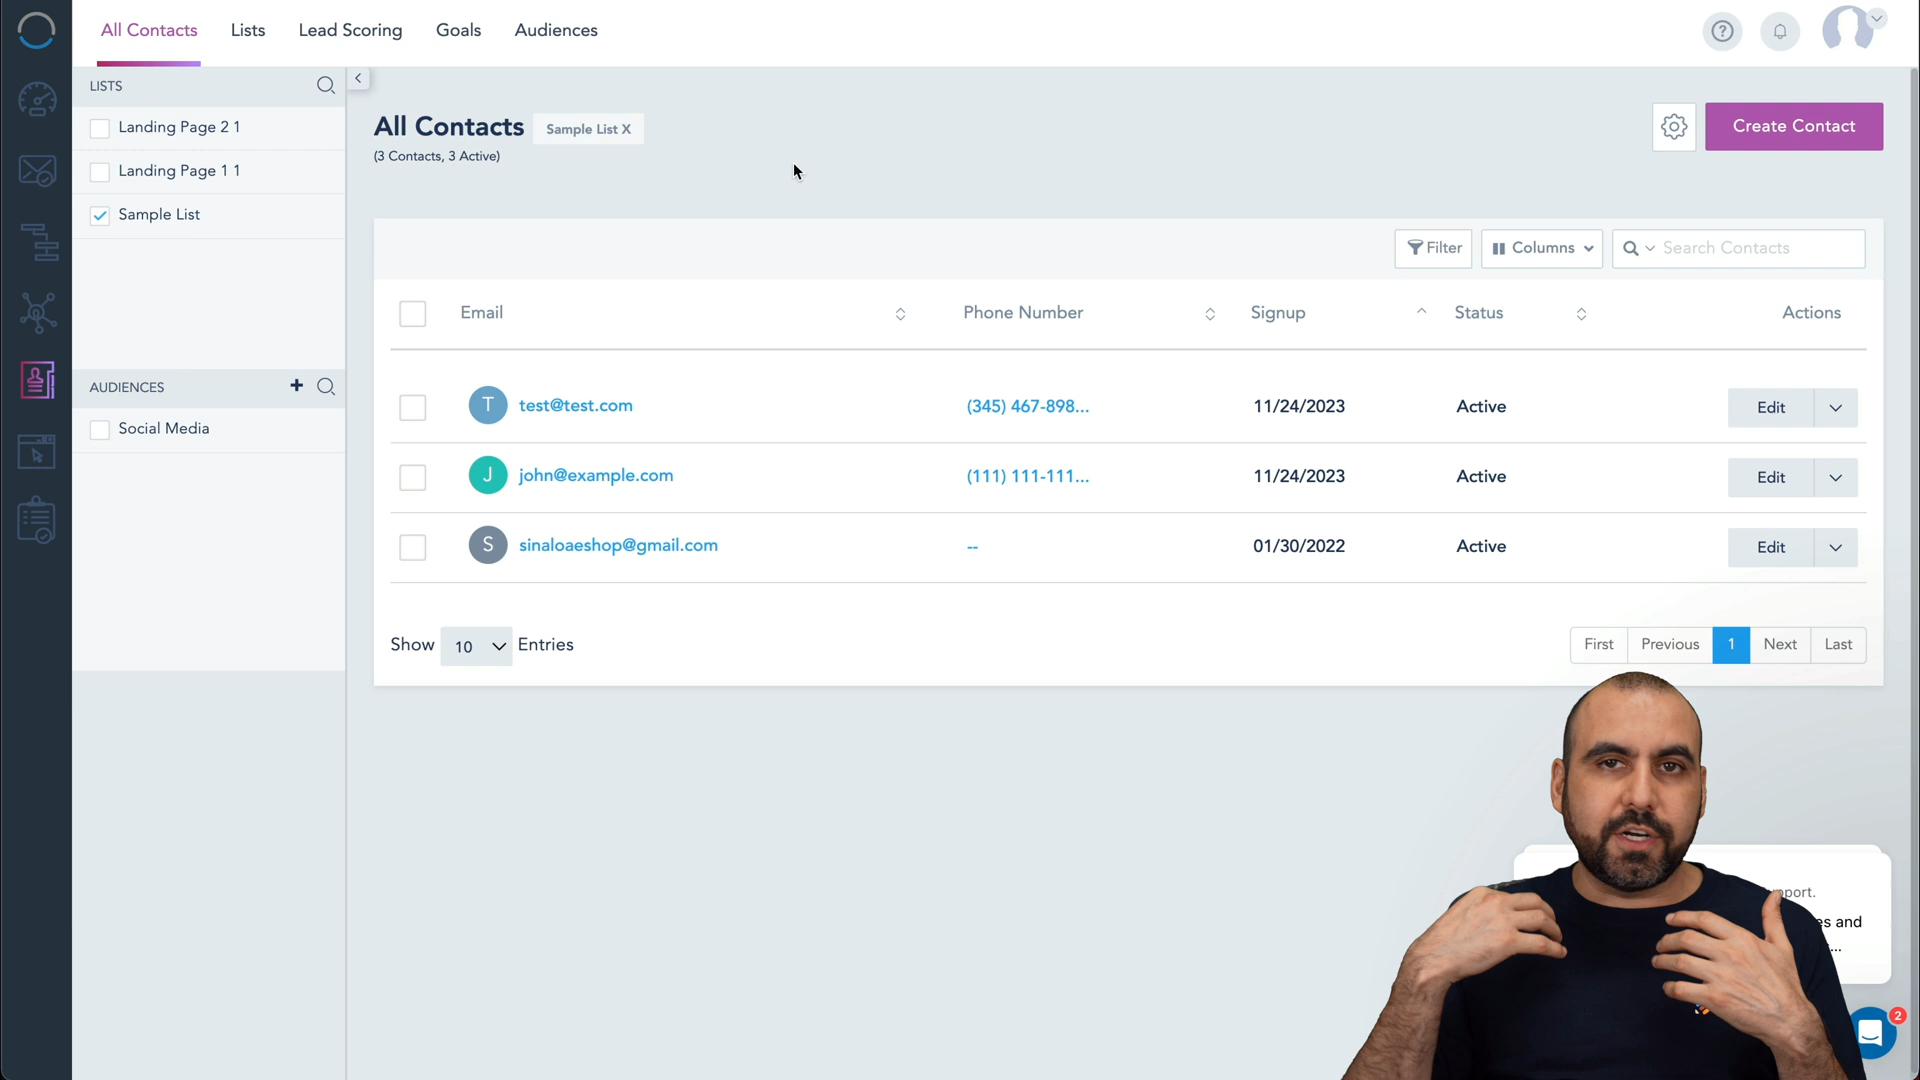 All Contacts
Lists
Lead Scoring
Goals
Audiences
LISTS
Landing Page 2 1
Landing Page 1 1
Sample List
AUDIENCES
Social Media
All Contacts
Sample List X
(3 Contacts, 3 Active)
Create Contact
Filter
Columns
Search Contacts
Email
Phone Number
Signup
Status
Actions
T
test@test.com
(345) 467-898...
11/24/2023
Active
Edit
J
john@example.com
(111) 111-111...
11/24/2023
Active
Edit
S
sinaloaeshop@gmail.com
--
01/30/2022
Active
Edit
Show
10
Entries
First
Previous
1
Next
Last
and
...
2